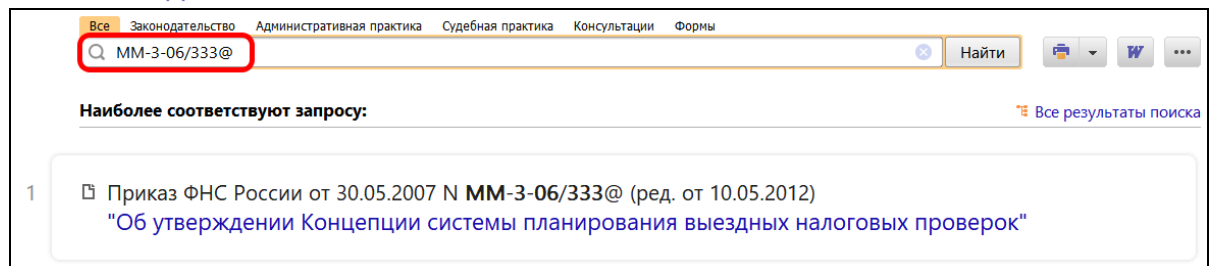 Все Законодательство Административная практика Судебная практика Консультации Формы
ММ-3-06/333@ Найти W ...
Наиболее соответствуют запросу: Все результаты поиска
1 Приказ ФНС России от 30.05.2007 N ММ-3-06/333@ (ред. от 10.05.2012)
"Об утверждении Концепции системы планирования выездных налоговых проверок"